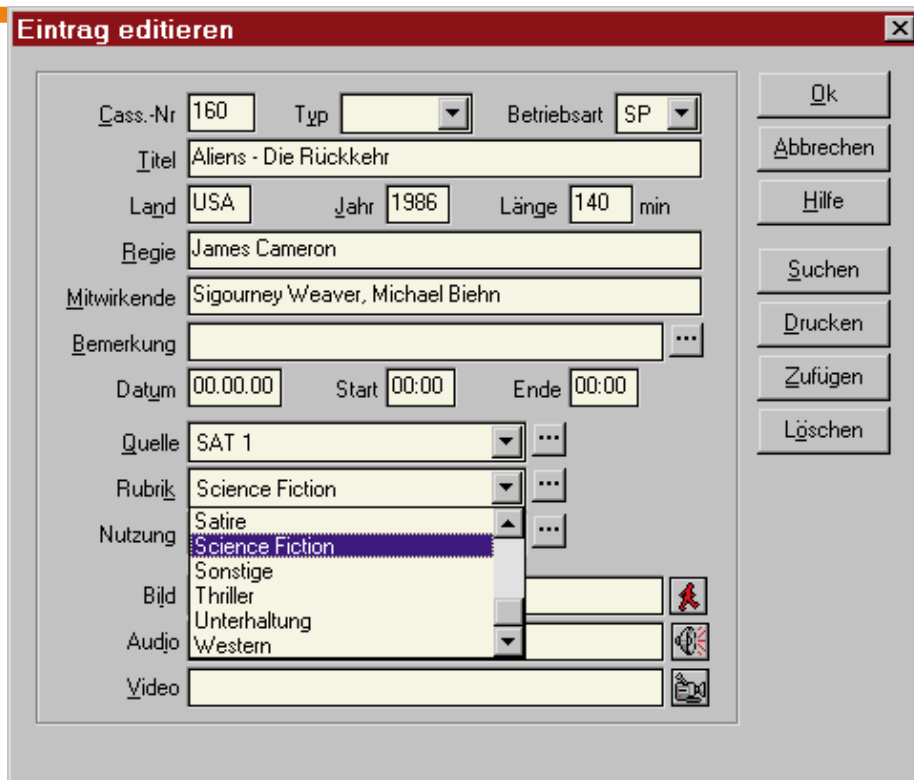 Eintrag editieren
Cass.-Nr 160 Typ Betriebsart SP
Titel Aliens - Die Rückkehr
Land USA Jahr 1986 Länge 140 min
Regie James Cameron
Mitwirkende Sigourney Weaver, Michael Biehn
Bemerkung ...
Datum 00.00.00 Start 00:00 Ende 00:00
Quelle SAT 1 ...
Rubrik Science Fiction ...
Nutzung ...
Satire
Science Fiction
Sonstige
Thriller
Unterhaltung
Western
Bild
Audio
Video
Ok
Abbrechen
Hilfe
Suchen
Drucken
Zufügen
Löschen